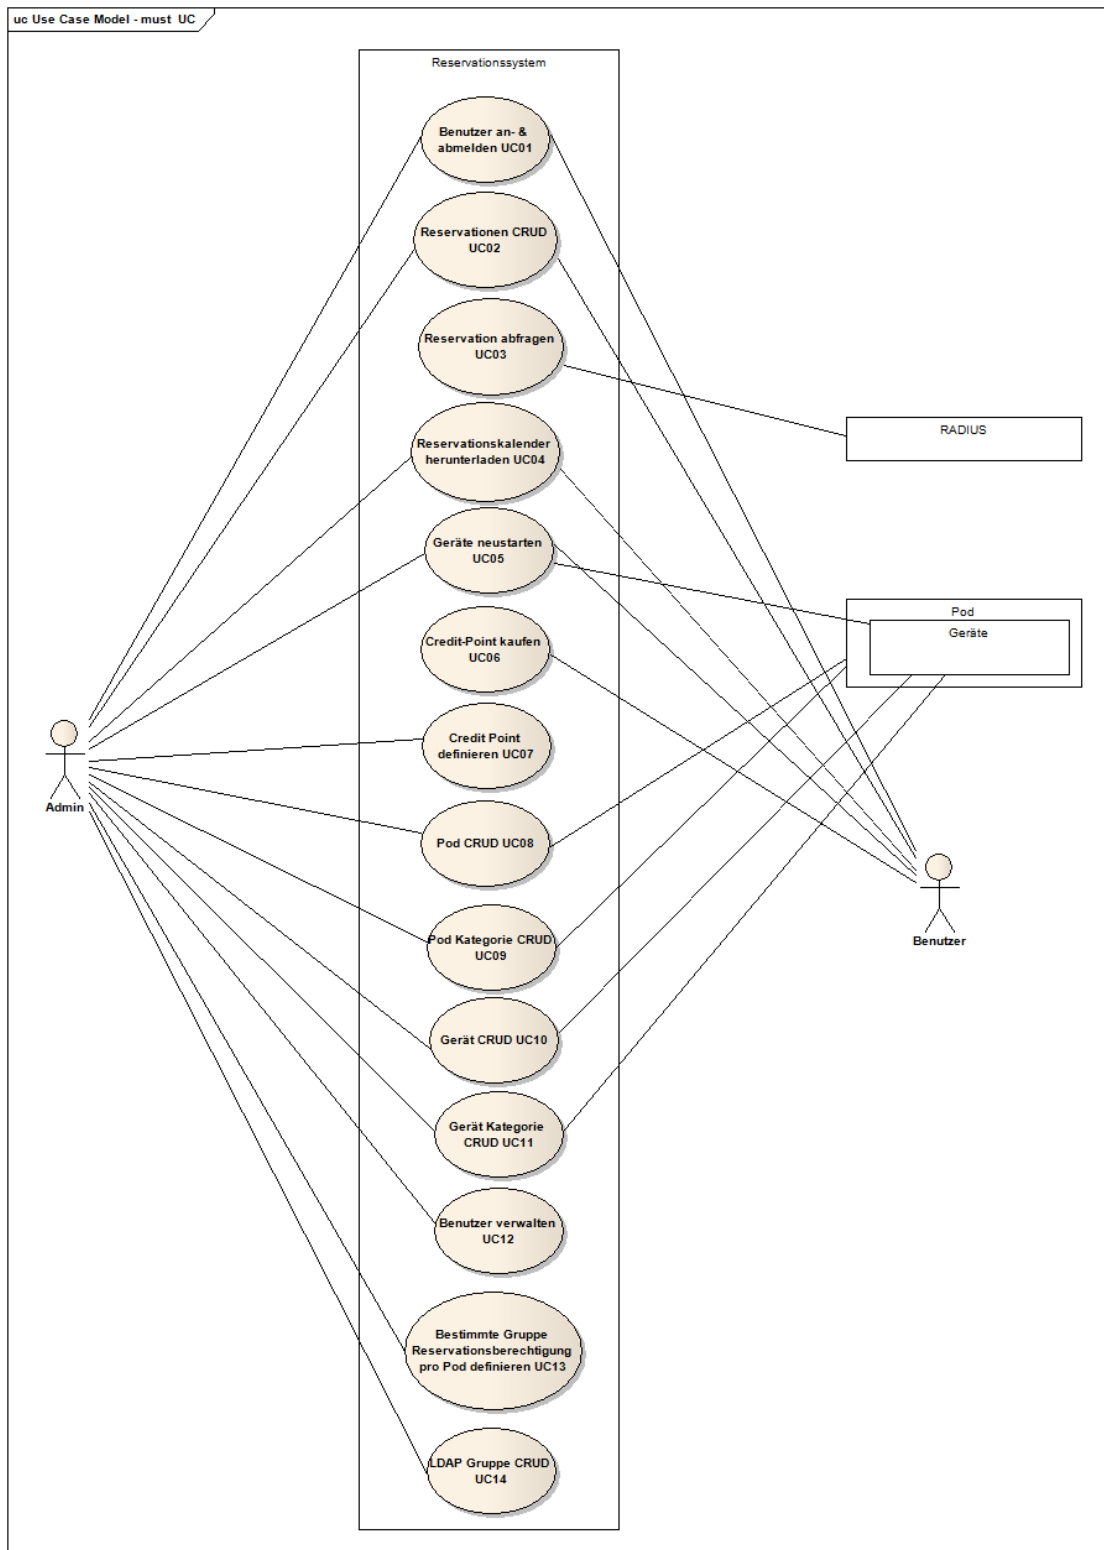 uc Use Case Model - must UC
Reservationssystem
Benutzer an- &
abmelden UC01
Reservationen CRUD
UC02
Reservation abfragen
UC03
RADIUS
Reservationskalender
herunterladen UC04
Geräte neustarten
UC05
Pod
Geräte
Credit-Point kaufen
UC06
Credit Point
definieren UC07
Admin
Pod CRUD UC08
Benutzer
Pod Kategorie CRUD
UC09
Gerät CRUD UC10
Gerät Kategorie
CRUD UC11
Benutzer verwalten
UC12
Bestimmte Gruppe
Reservationsberechtigung
pro Pod definieren UC13
LDAP Gruppe CRUD
UC14